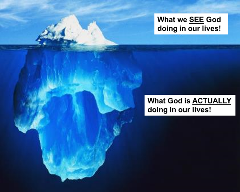 What we SEE God
doing in our lives!
What God is ACTUALLY
doing in our lives!